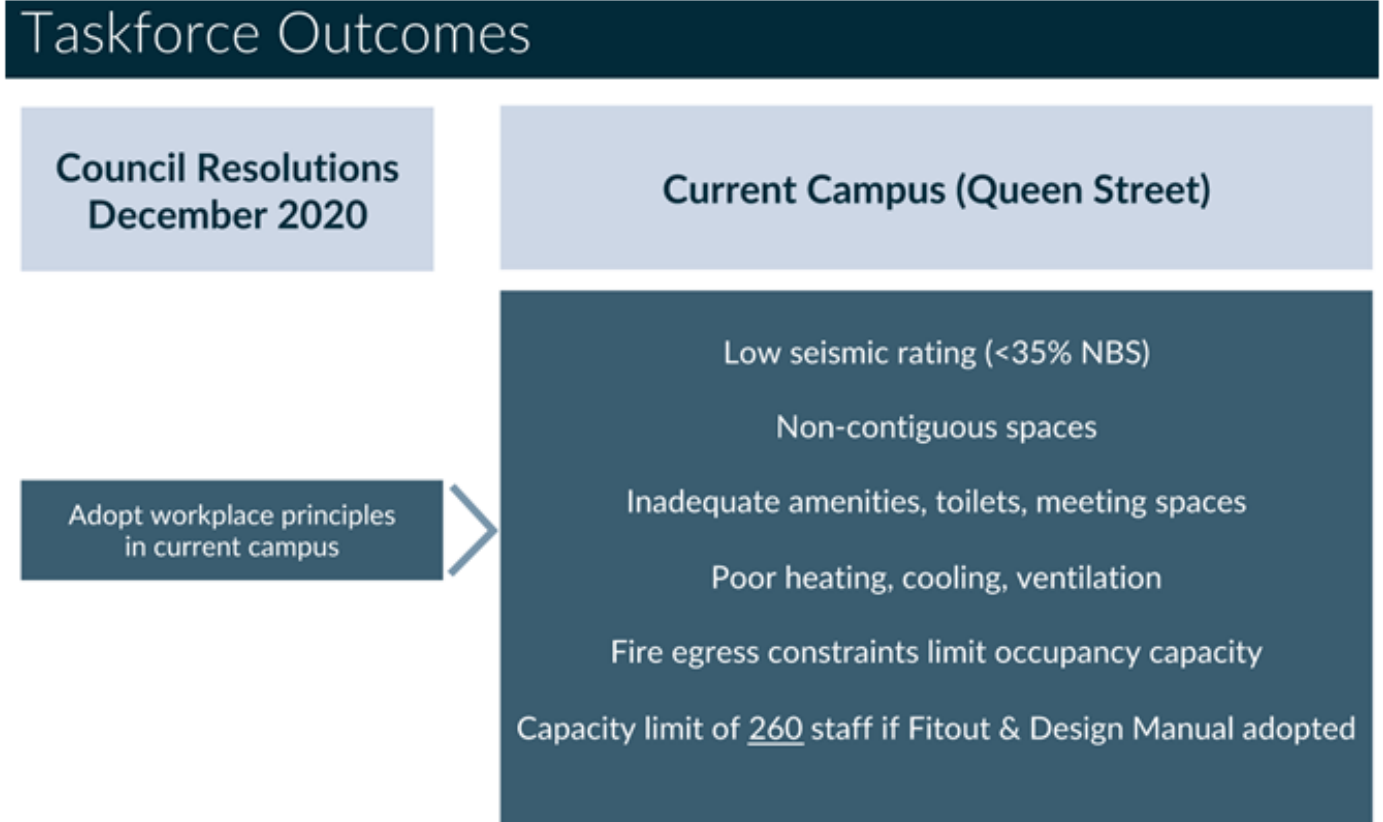 Taskforce Outcomes
Council Resolutions
December 2020
Current Campus (Queen Street)
Adopt workplace principles
in current campus
Low seismic rating (<35% NBS)
Non-contiguous spaces
Inadequate amenities, toilets, meeting spaces
Poor heating, cooling, ventilation
Fire egress constraints limit occupancy capacity
Capacity limit of 260 staff if Fitout & Design Manual adopted